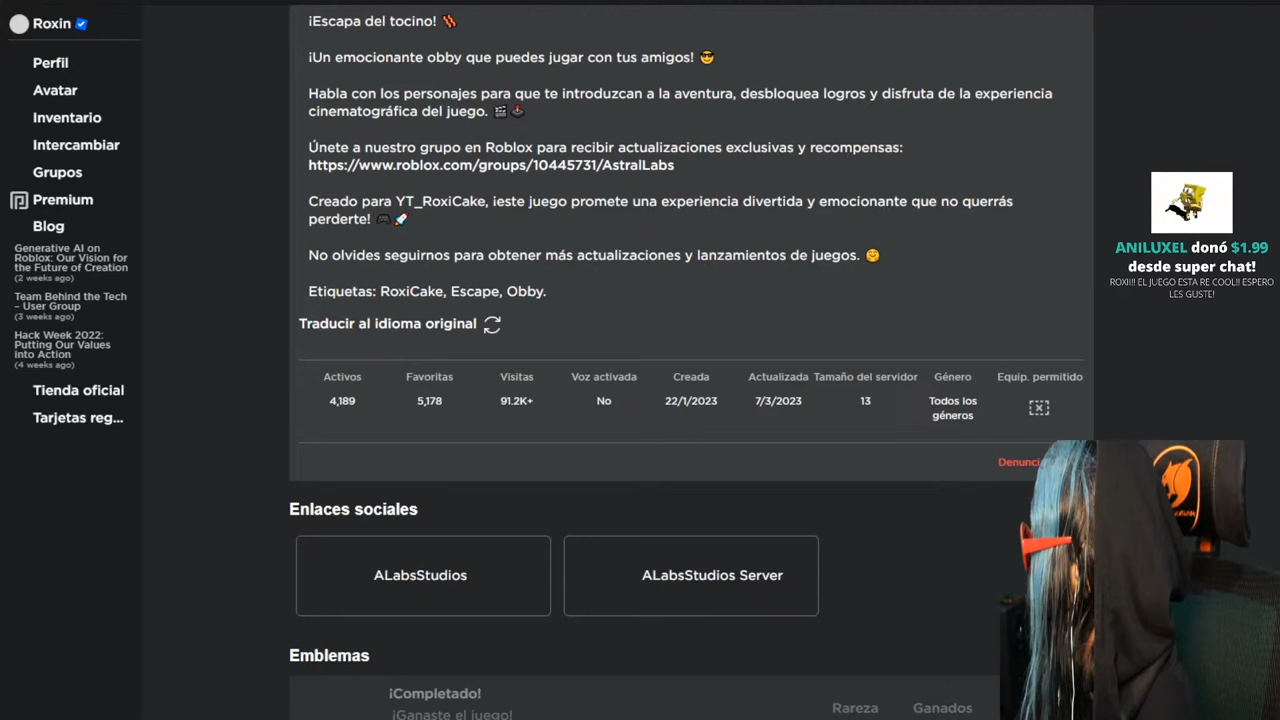 Roxin
Perfil
Avatar
Inventario
Intercambiar
Grupos
Premium
Blog
Generative AI on
Roblox: Our Vision for
the Future of Creation
(2 weeks ago)
Team Behind the Tech
– User Group
(3 weeks ago)
Hack Week 2022:
Putting Our Values
into Action
(4 weeks ago)
Tienda oficial
Tarjetas reg...
¡Escapa del tocino! 🥓
¡Un emocionante obby que puedes jugar con tus amigos! 😎
Habla con los personajes para que te introduzcan a la aventura, desbloquea logros y disfruta de la experiencia
cinematográfica del juego. 🎬🕹️
Únete a nuestro grupo en Roblox para recibir actualizaciones exclusivas y recompensas:
https://www.roblox.com/groups/10445731/AstralLabs
Creado para YT_RoxiCake, ¡este juego promete una experiencia divertida y emocionante que no querrás
perderte! 🎮🚀
No olvides seguirnos para obtener más actualizaciones y lanzamientos de juegos. 🤗
Etiquetas: RoxiCake, Escape, Obby.
Traducir al idioma original
Activos Favoritas Visitas Voz activada Creada Actualizada Tamaño del servidor Género Equip. permitido
4,189 5,178 91.2K+ No 22/1/2023 7/3/2023 13 Todos los
géneros
Denunci
Enlaces sociales
ALabsStudios ALabsStudios Server
Emblemas
¡Completado!
¡Ganaste el juego!
Rareza Ganados
ANILUXEL donó $1.99
desde super chat!
ROXII!! EL JUEGO ESTA RE COOL!! ESPERO
LES GUSTE!